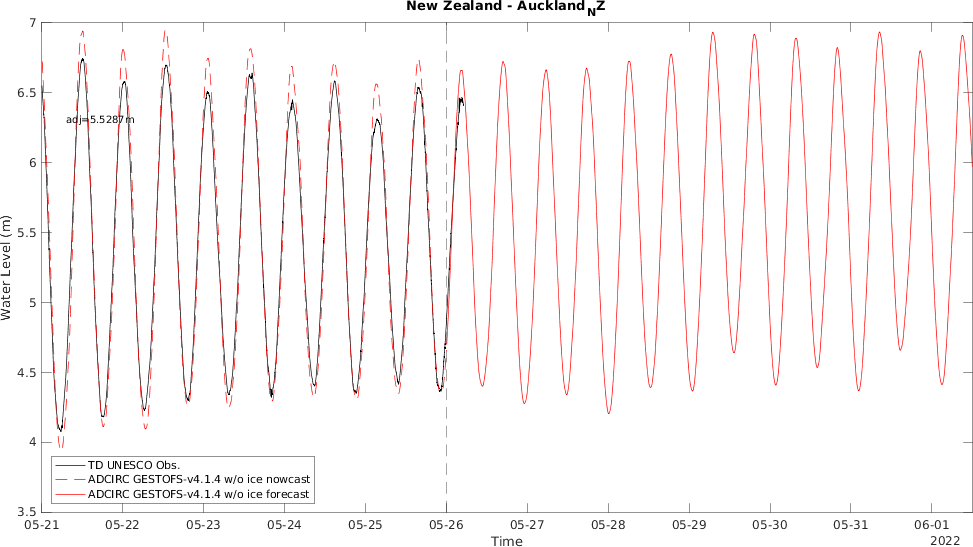 New Zealand - Auckland_NZ
7
6.5
adj=5.5287m
6
5.5
Water Level (m)
5
4.5
4
3.5
TD UNESCO Obs.
ADCIRC GESTOFS-v4.1.4 w/o ice nowcast
ADCIRC GESTOFS-v4.1.4 w/o ice forecast
05-21 05-22 05-23 05-24 05-25 05-26 05-27 05-28 05-29 05-30 05-31 06-01
Time
2022